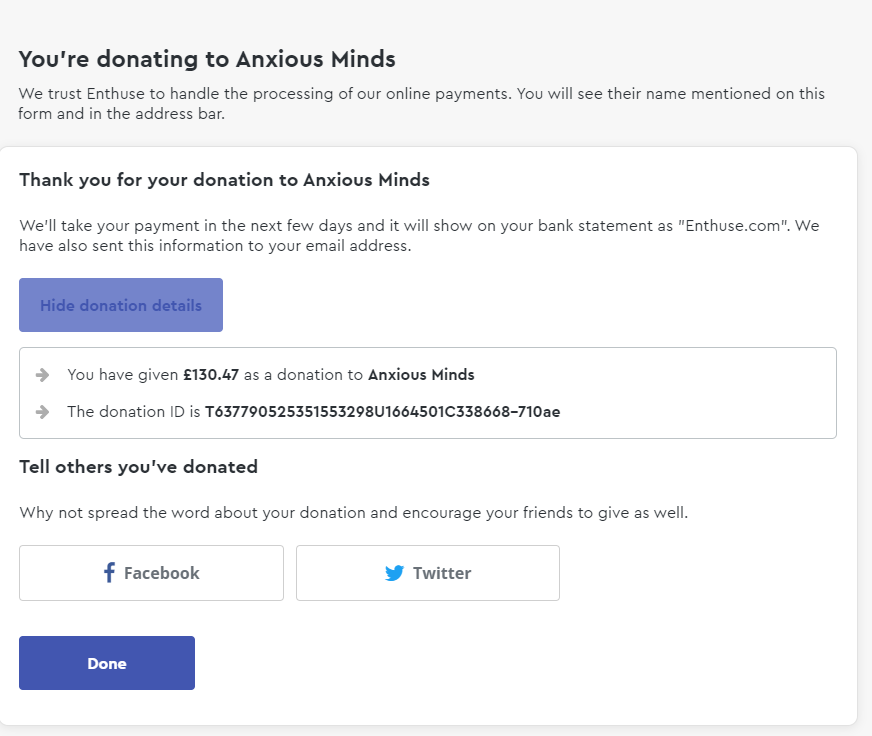 You're donating to Anxious Minds
We trust Enthuse to handle the processing of our online payments. You will see their name mentioned on this
form and in the address bar.
Thank you for your donation to Anxious Minds
We'll take your payment in the next few days and it will show on your bank statement as "Enthuse.com". We
have also sent this information to your email address.
Hide donation details
You have given £130.47 as a donation to Anxious Minds
The donation ID is T637790525351553298U1664501C338668-710ae
Tell others you've donated
Why not spread the word about your donation and encourage your friends to give as well.
Facebook
Twitter
Done